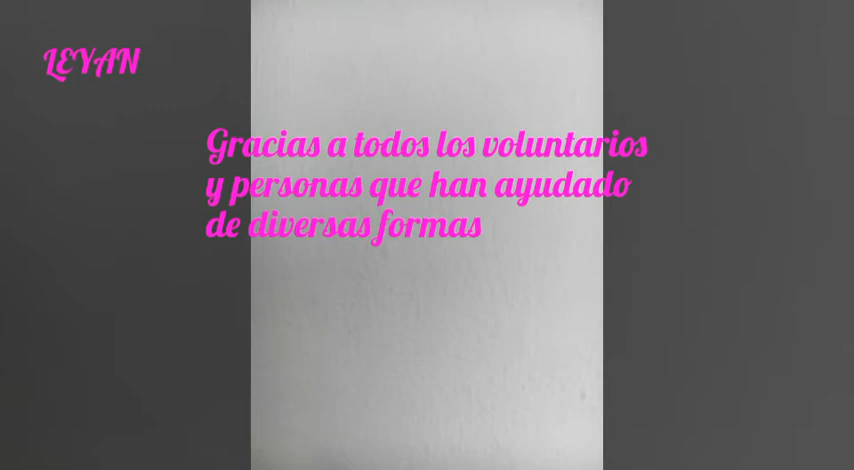 LEYAN
Gracias a todos los voluntarios
y personas que han ayudado
de diversas formas